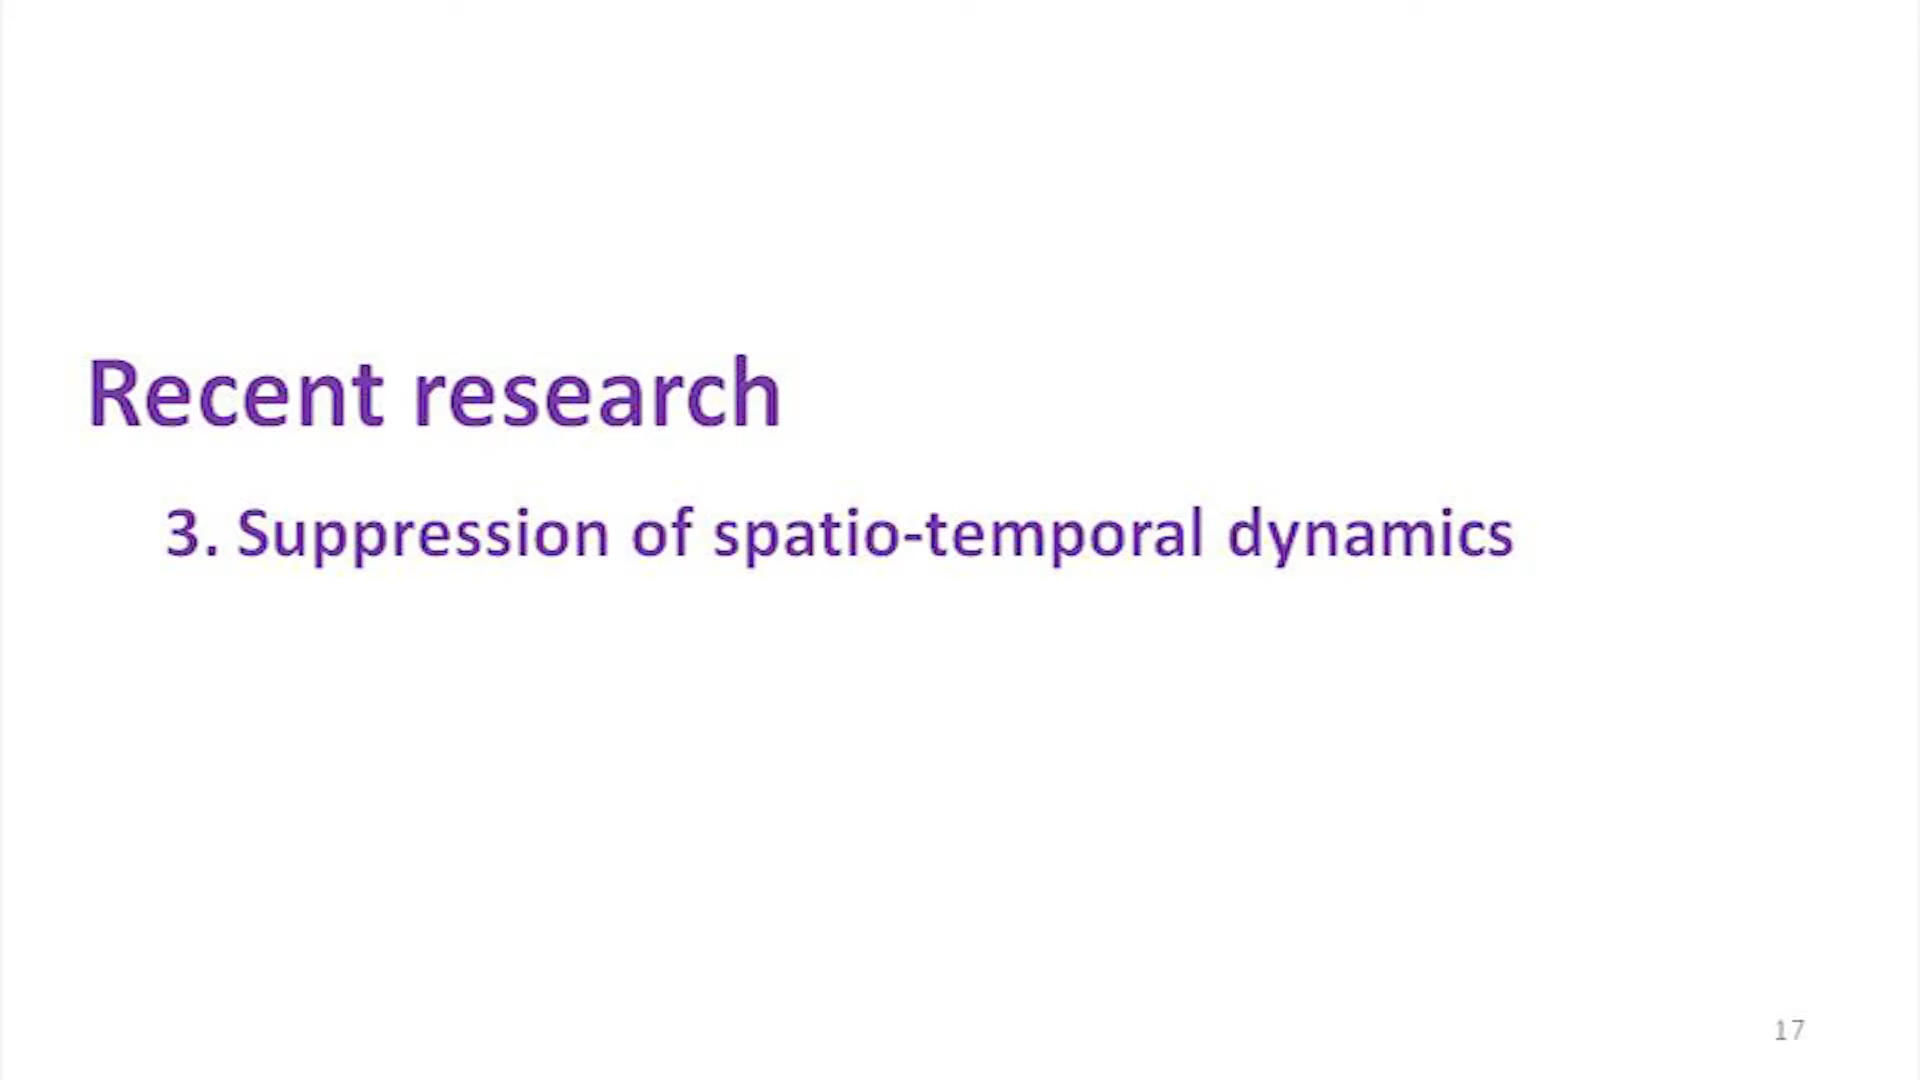 Recent research
3. Suppression of spatio-temporal dynamics
17